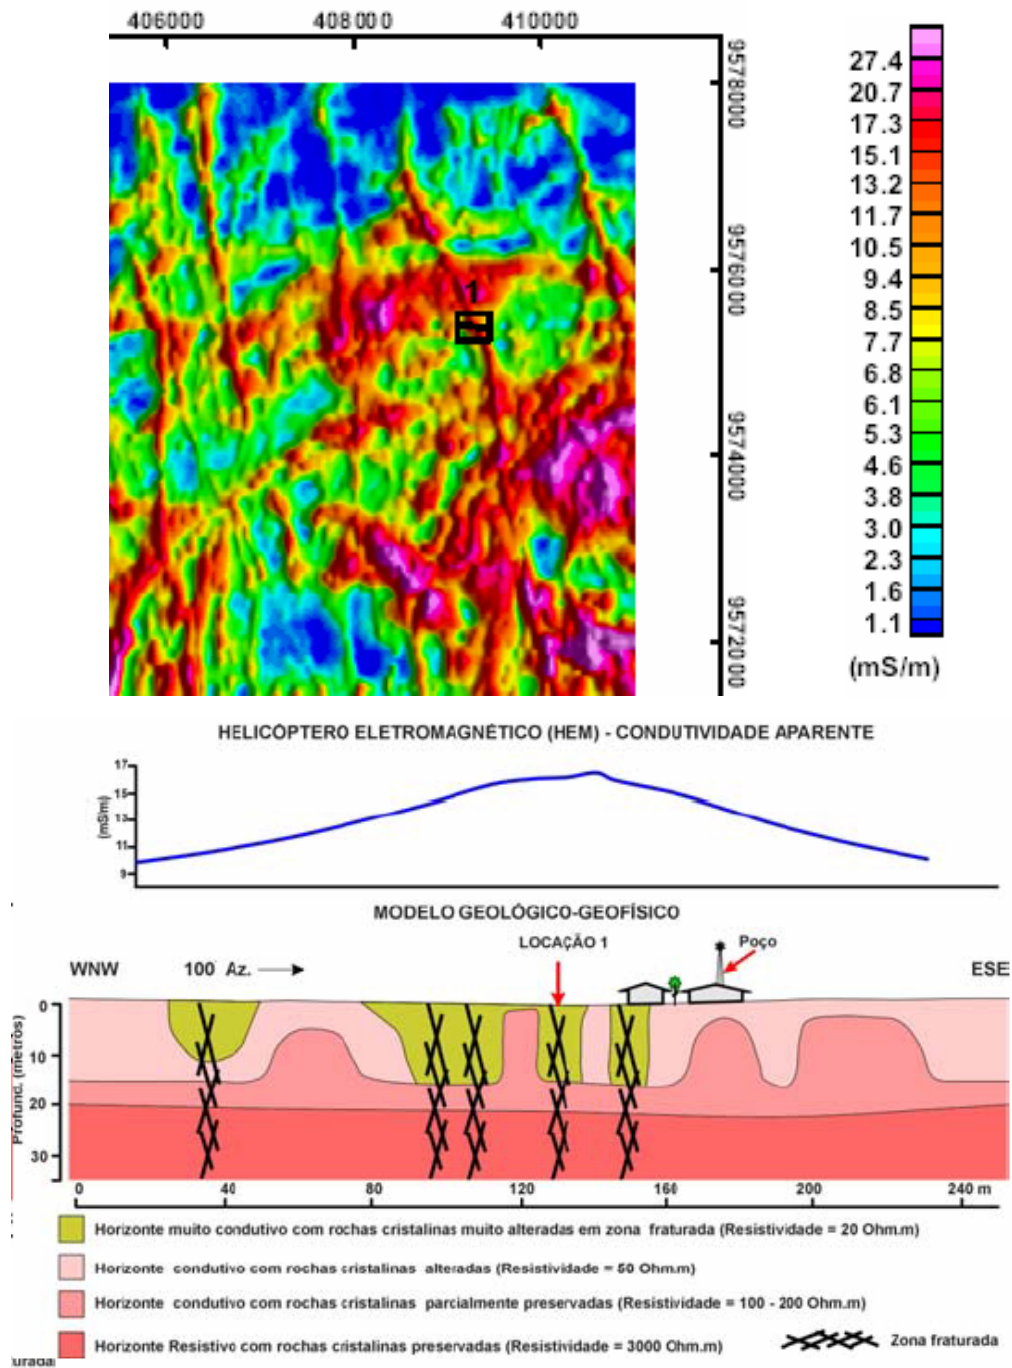 406000 408000 410000
9578000
9576000
9574000
9572000
1
27.4
20.7
17.3
15.1
13.2
11.7
10.5
9.4
8.5
7.7
6.8
6.1
5.3
4.6
3.8
3.0
2.3
1.6
1.1
(mS/m)
HELICÓPTERO ELETROMAGNÉTICO (HEM) - CONDUTIVIDADE APARENTE
17
15
13
11
9
(mS/m)
MODELO GEOLÓGICO-GEOFÍSICO
LOCAÇÃO 1
Poço
WNW 100 Az. ESE
0
10
20
30
Profund. (metros)
0 40 80 120 160 200 240 m
Horizonte muito condutivo com rochas cristalinas muito alteradas em zona fraturada (Resistividade = 20 Ohm.m)
Horizonte condutivo com rochas cristalinas alteradas (Resistividade = 50 Ohm.m)
Horizonte condutivo com rochas cristalinas parcialmente preservadas (Resistividade = 100 - 200 Ohm.m)
Horizonte Resistivo com rochas cristalinas preservadas (Resistividade = 3000 Ohm.m)
Zona fraturada